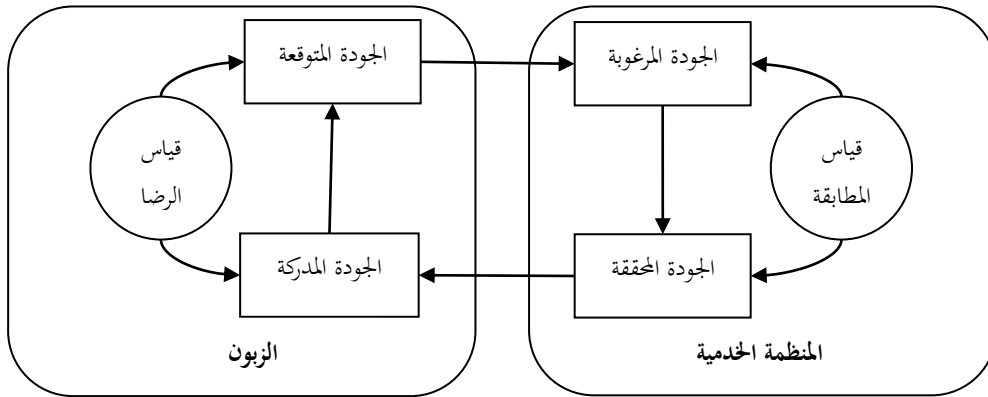 الجودة المرغوبة
الجودة المتوقعة
قياس
المطابقة
قياس
الرضا
الجودة المحققة
الجودة المدركة
المنظمة الخدمية
الزبون